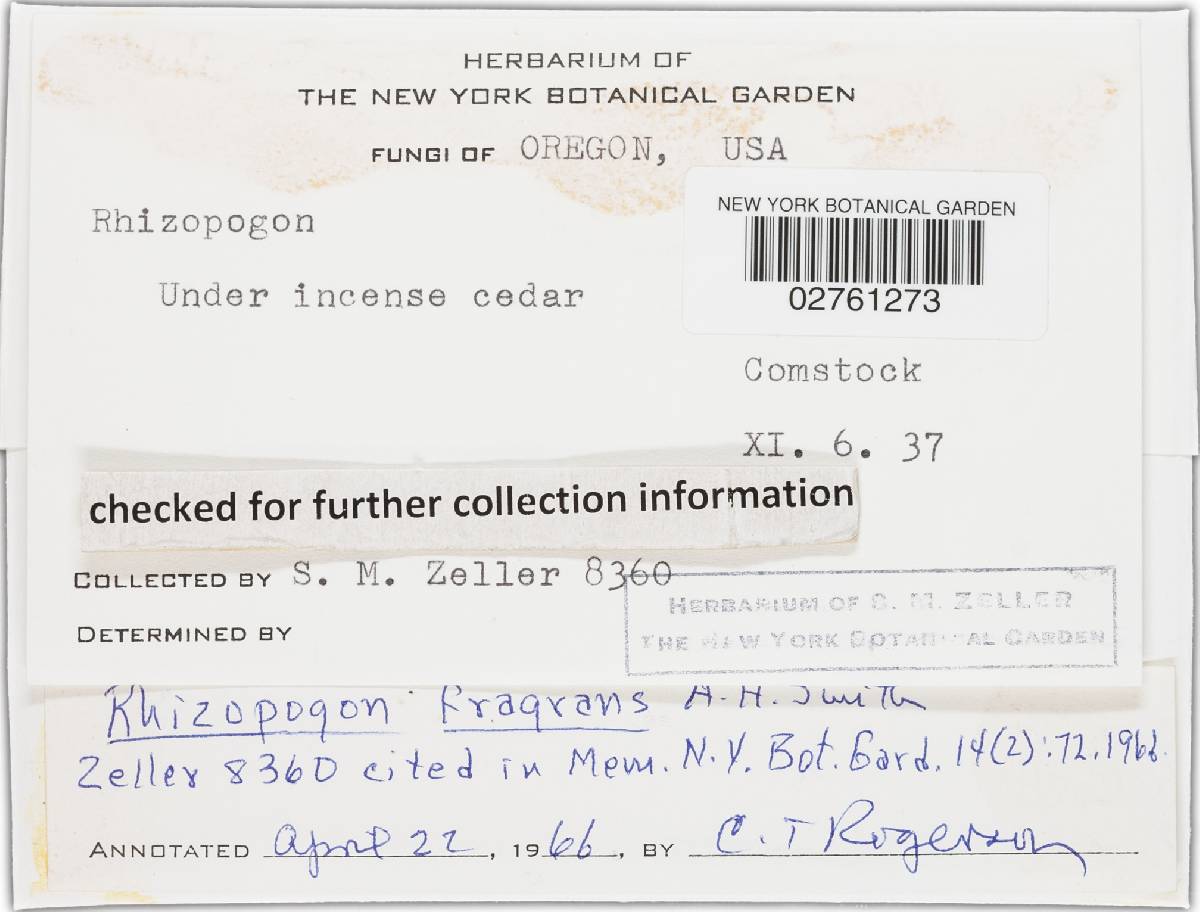 HERBARIUM OF
THE NEW YORK BOTANICAL GARDEN
FUNGI OF OREGON, USA
NEW YORK BOTANICAL GARDEN
02761273
Rhizopogon
Under incense cedar
Comstock
XI. 6. 37
checked for further collection information
COLLECTED BY S. M. Zeller 8360
DETERMINED BY
HERBARIUM OF S. M. ZELLER
THE NEW YORK BOTANICAL GARDEN
Rhizopogon fragrans A.H. Smith
Zeller 8360 cited in Mem. N.Y. Bot. Gard. 14(2):72.1966.
ANNOTATED April 22, 1966, BY C. T Rogerson